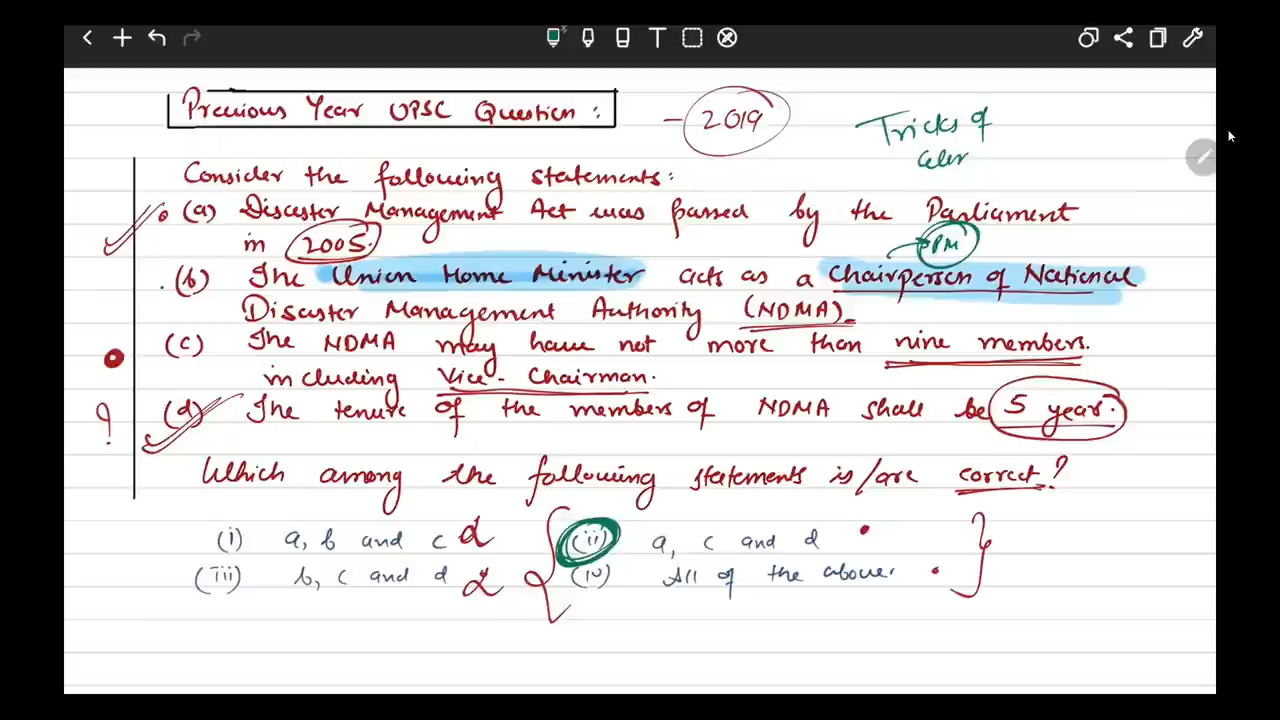 Previous Year UPSC Question : - 2019
Tricks of
Consider the following statements:
(a) Disaster Management Act was passed by the Parliament
in 2005.
PM
(b) The Union Home Minister acts as a Chairperson of National
Disaster Management Authority (NDMA).
(c) The NDMA may have not more than nine members.
including Vice-Chairman.
? (d) The tenure of the members of NDMA shall be 5 year.
Which among the following statements is/are correct?
(i) a, b and c (ii) a, c and d
(iii) b, c and d (iv) All of the above.